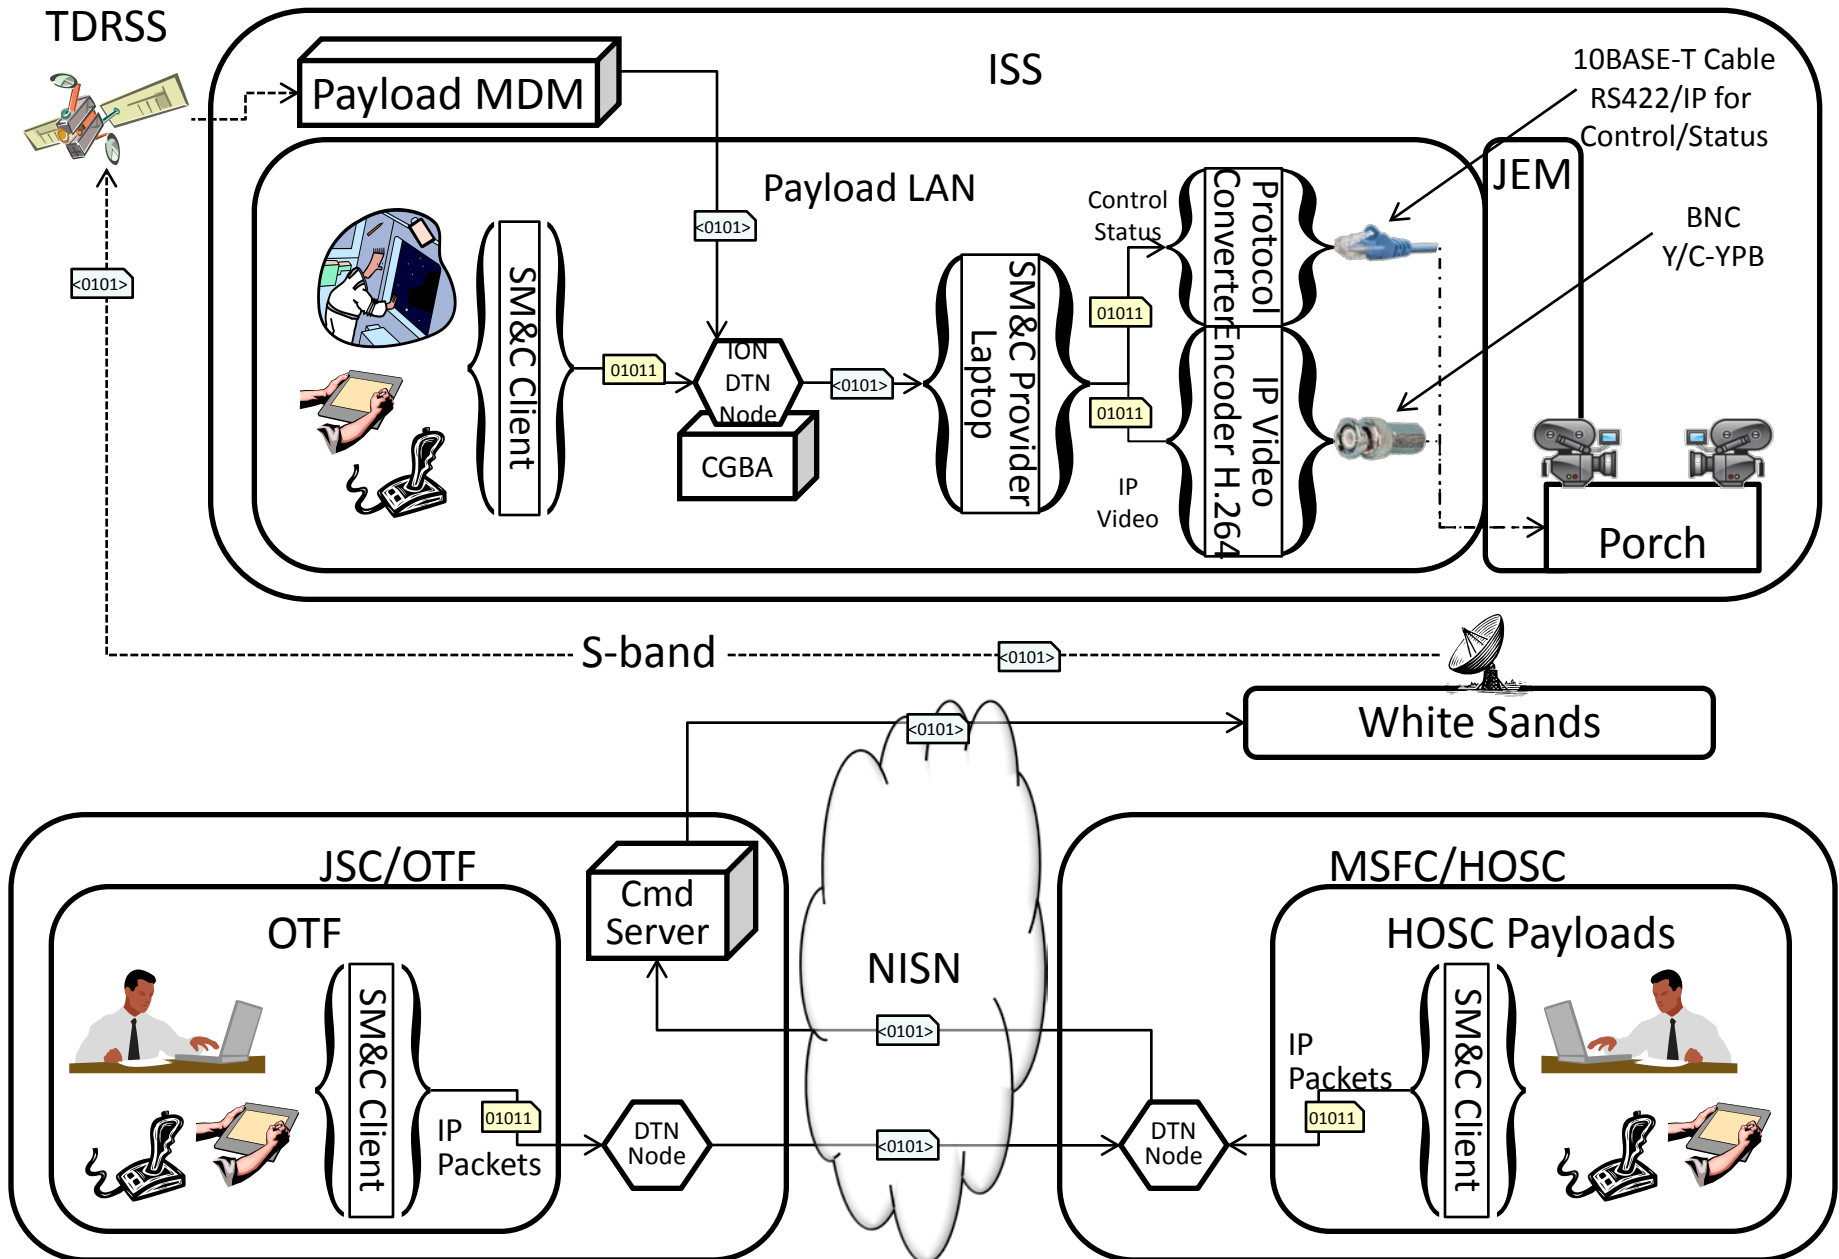 TDRSS
ISS
Payload MDM
10BASE-T Cable
RS422/IP for
Control/Status
JEM
Payload LAN
Control
Status
Protocol
Converter
BNC
Y/C-YPB
<0101>
<0101>
SM&C Client
01011
ION
DTN
Node
CGBA
<0101>
SM&C Provider
Laptop
01011
01011
IP
Video
IP Video
Encoder H.264
Porch
S-band
<0101>
White Sands
<0101>
JSC/OTF
Cmd
Server
MSFC/HOSC
OTF
HOSC Payloads
NISN
SM&C Client
<0101>
IP
Packets
SM&C Client
01011
IP
Packets
DTN
Node
<0101>
DTN
Node
01011